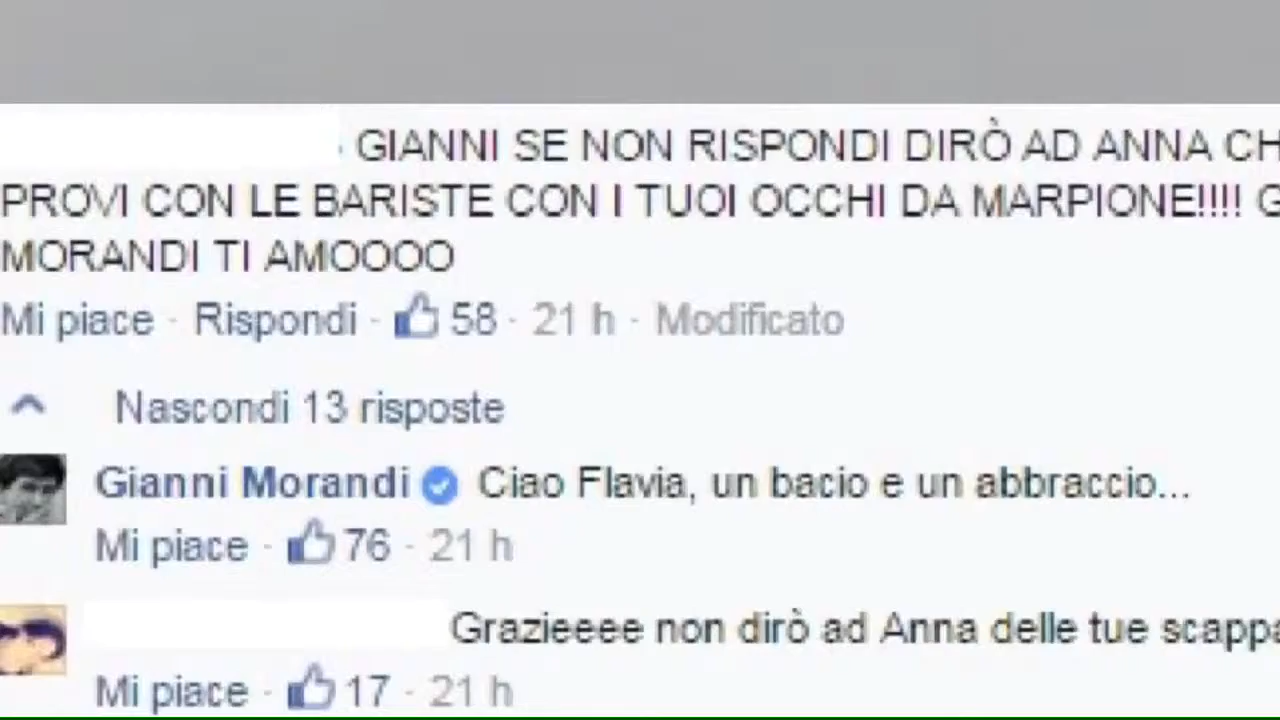 GIANNI SE NON RISPONDI DIRÒ AD ANNA CH
PROVI CON LE BARISTE CON I TUOI OCCHI DA MARPIONE!!!! G
MORANDI TI AMOOOO
Mi piace · Rispondi · 58 · 21 h · Modificato
Nascondi 13 risposte
Gianni Morandi Ciao Flavia, un bacio e un abbraccio...
Mi piace · 76 · 21 h
Grazieeee non dirò ad Anna delle tue scappa
Mi piace · 17 · 21 h